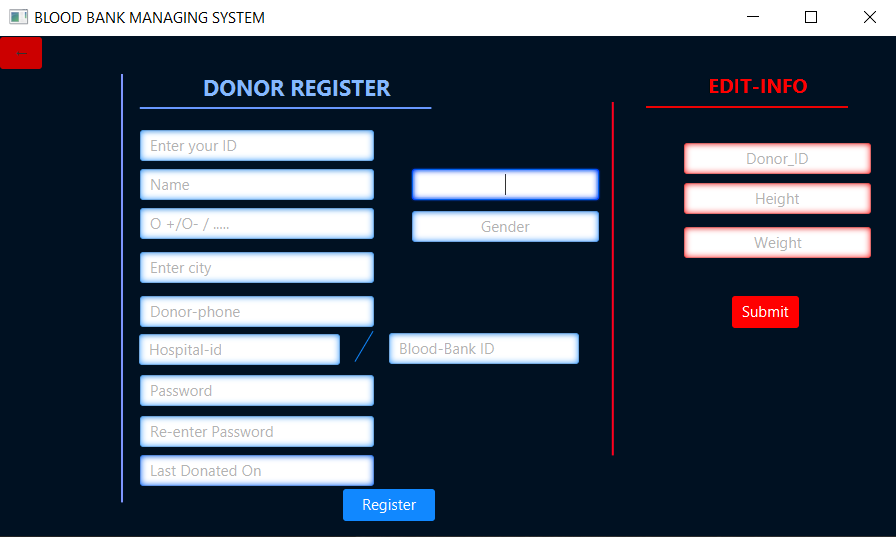 BLOOD BANK MANAGING SYSTEM
DONOR REGISTER
Enter your ID
Name
O +/O- / .....
Gender
Enter city
Donor-phone
Hospital-id / Blood-Bank ID
Password
Re-enter Password
Last Donated On
Register
EDIT-INFO
Donor_ID
Height
Weight
Submit